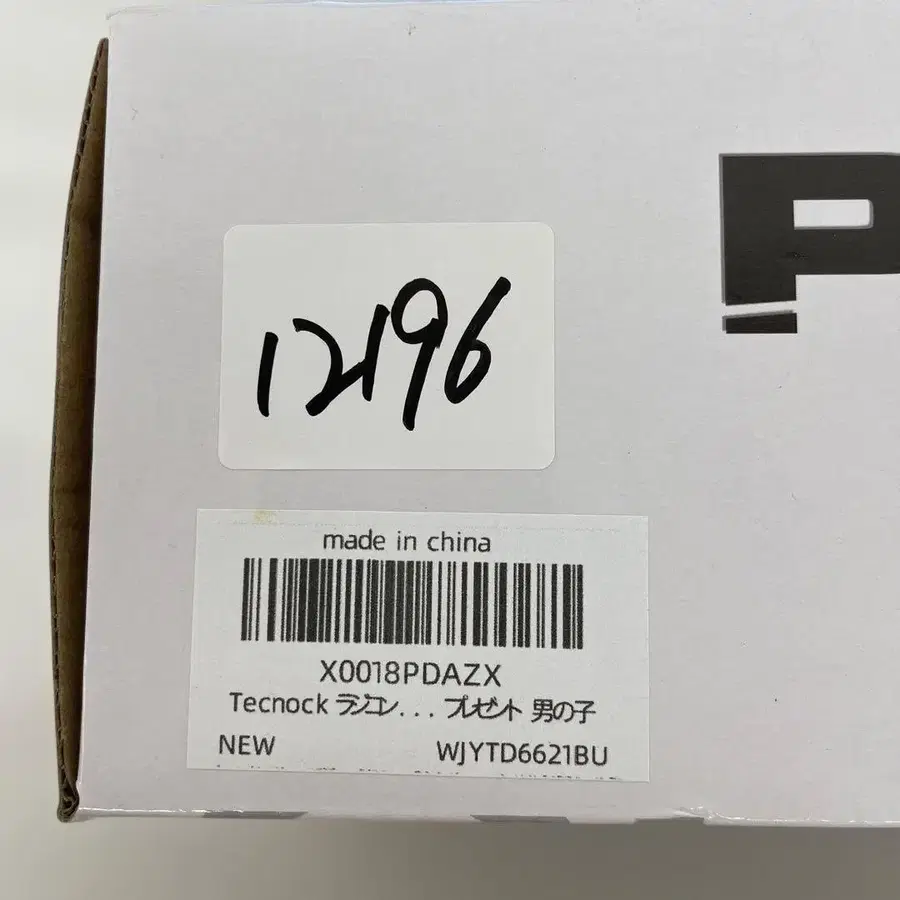 P
12196
made in china
X0018PDAZX
Tecnock ラジコン... プレゼント 男の子
NEW WJYTD6621BU